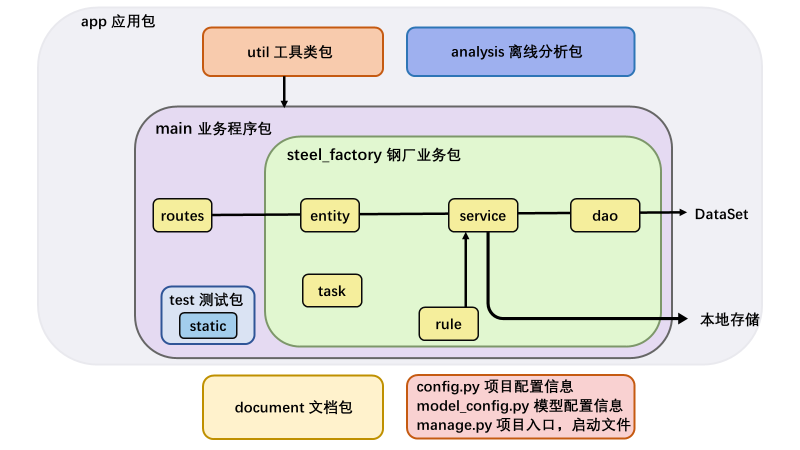 app 应用包
util 工具类包
analysis 离线分析包
main 业务程序包
steel_factory 钢厂业务包
routes
entity
service
dao
DataSet
task
test 测试包
static
rule
本地存储
document 文档包
config.py 项目配置信息
model_config.py 模型配置信息
manage.py 项目入口，启动文件